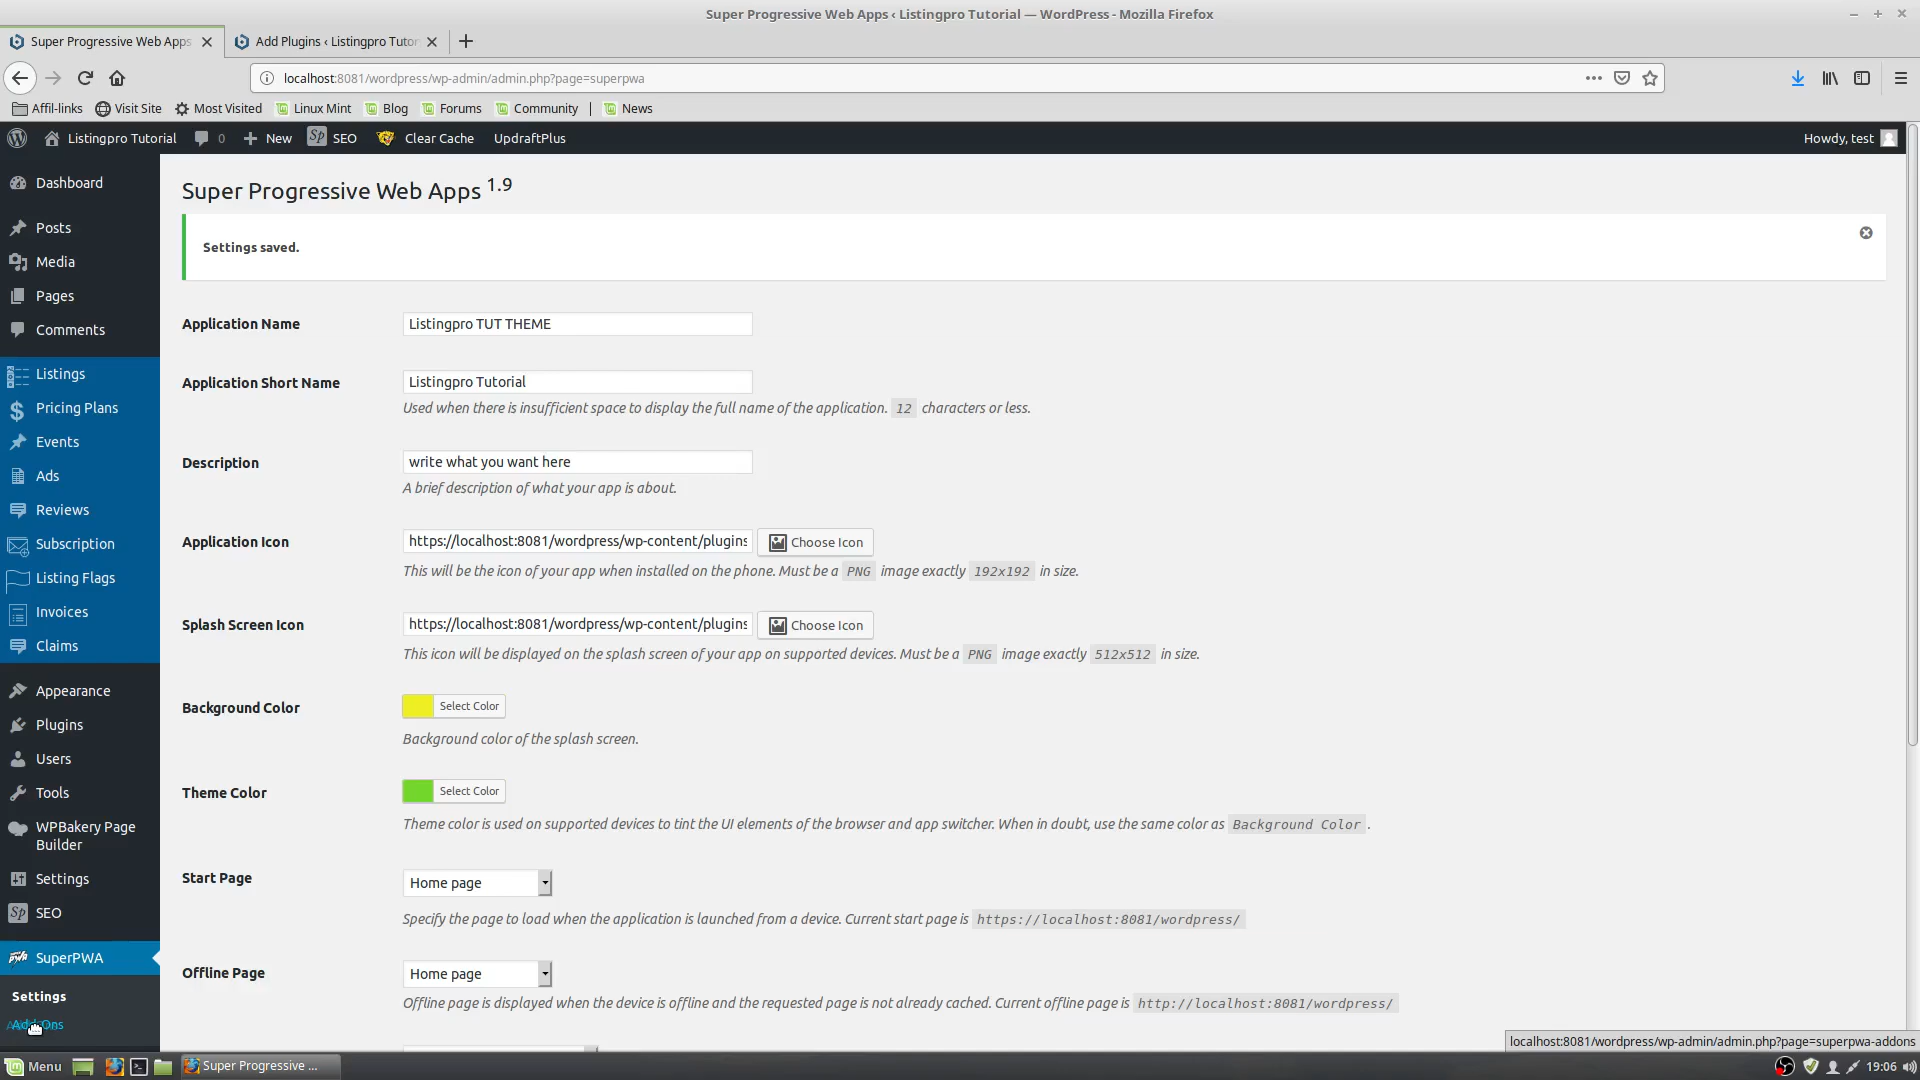 Super Progressive Web Apps ‹ Listingpro Tutorial — WordPress - Mozilla Firefox
Super Progressive Web Apps
Add Plugins ‹ Listingpro Tutor
localhost:8081/wordpress/wp-admin/admin.php?page=superpwa
Affil-links Visit Site Most Visited Linux Mint Blog Forums Community | News
Listingpro Tutorial 0 New SEO Clear Cache UpdraftPlus Howdy, test
Dashboard
Posts
Media
Pages
Comments
Listings
Pricing Plans
Events
Ads
Reviews
Subscription
Listing Flags
Invoices
Claims
Appearance
Plugins
Users
Tools
WPBakery Page
Builder
Settings
SEO
SuperPWA
Settings
Add-Ons
Super Progressive Web Apps 1.9
Settings saved.
Application Name
Listingpro TUT THEME
Application Short Name
Listingpro Tutorial
Used when there is insufficient space to display the full name of the application. 12 characters or less.
Description
write what you want here
A brief description of what your app is about.
Application Icon
https://localhost:8081/wordpress/wp-content/plugins
Choose Icon
This will be the icon of your app when installed on the phone. Must be a PNG image exactly 192x192 in size.
Splash Screen Icon
https://localhost:8081/wordpress/wp-content/plugins
Choose Icon
This icon will be displayed on the splash screen of your app on supported devices. Must be a PNG image exactly 512x512 in size.
Background Color
Select Color
Background color of the splash screen.
Theme Color
Select Color
Theme color is used on supported devices to tint the UI elements of the browser and app switcher. When in doubt, use the same color as Background Color .
Start Page
Home page
Specify the page to load when the application is launched from a device. Current start page is https://localhost:8081/wordpress/
Offline Page
Home page
Offline page is displayed when the device is offline and the requested page is not already cached. Current offline page is http://localhost:8081/wordpress/
localhost:8081/wordpress/wp-admin/admin.php?page=superpwa-addons
Menu
Super Progressive ...
19:06